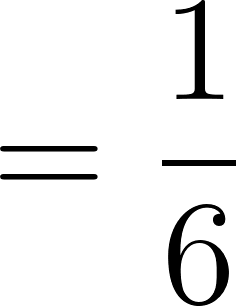 = 1/6